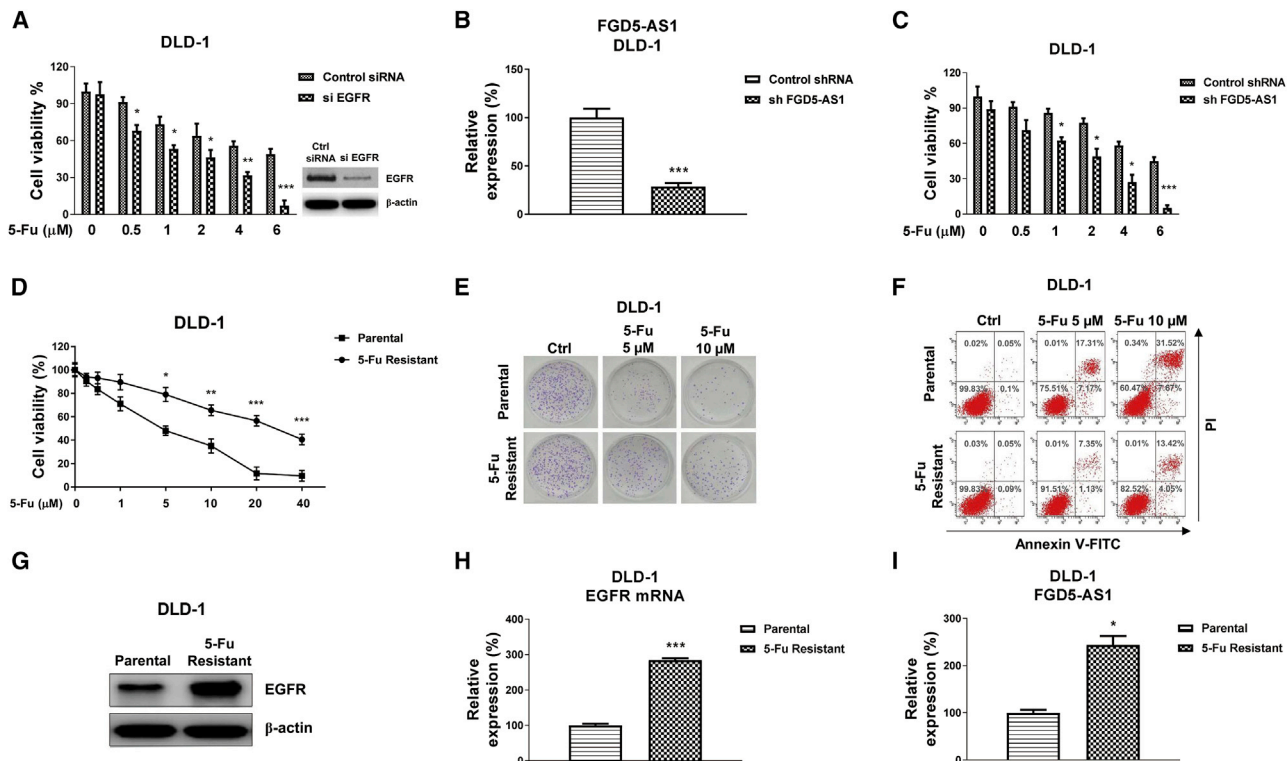 A
DLD-1
Cell viability %
120
90
60
30
0
* * * ** ***
5-Fu (μM) 0 0.5 1 2 4 6
Control siRNA
si EGFR
Ctrl
siRNA si EGFR
EGFR
β-actin
B
FGD5-AS1
DLD-1
Relative
expression (%)
150
100
50
0
***
Control shRNA
sh FGD5-AS1
C
DLD-1
Cell viability %
120
90
60
30
0
* * * ***
5-Fu (μM) 0 0.5 1 2 4 6
Control shRNA
sh FGD5-AS1
D
DLD-1
Cell viability (%)
120
100
80
60
40
20
0
* ** *** ***
5-Fu (μM) 0 1 5 10 20 40
Parental
5-Fu Resistant
E
DLD-1
Ctrl
5-Fu
5 μM
5-Fu
10 μM
Parental
5-Fu
Resistant
F
DLD-1
Ctrl 5-Fu 5 μM 5-Fu 10 μM
Parental
0.02% 0.05% 0.01% 17.31% 0.34% 31.52%
99.83% 0.1% 75.51% 7.17% 60.47% 7.67%
5-Fu
Resistant
0.03% 0.05% 0.01% 7.35% 0.01% 13.42%
99.83% 0.09% 91.51% 1.13% 82.52% 4.05%
PI
Annexin V-FITC
G
DLD-1
Parental
5-Fu
Resistant
EGFR
β-actin
H
DLD-1
EGFR mRNA
Relative
expression (%)
400
300
200
100
0
***
Parental
5-Fu Resistant
I
DLD-1
FGD5-AS1
Relative
expression (%)
300
200
100
0
*
Parental
5-Fu Resistant